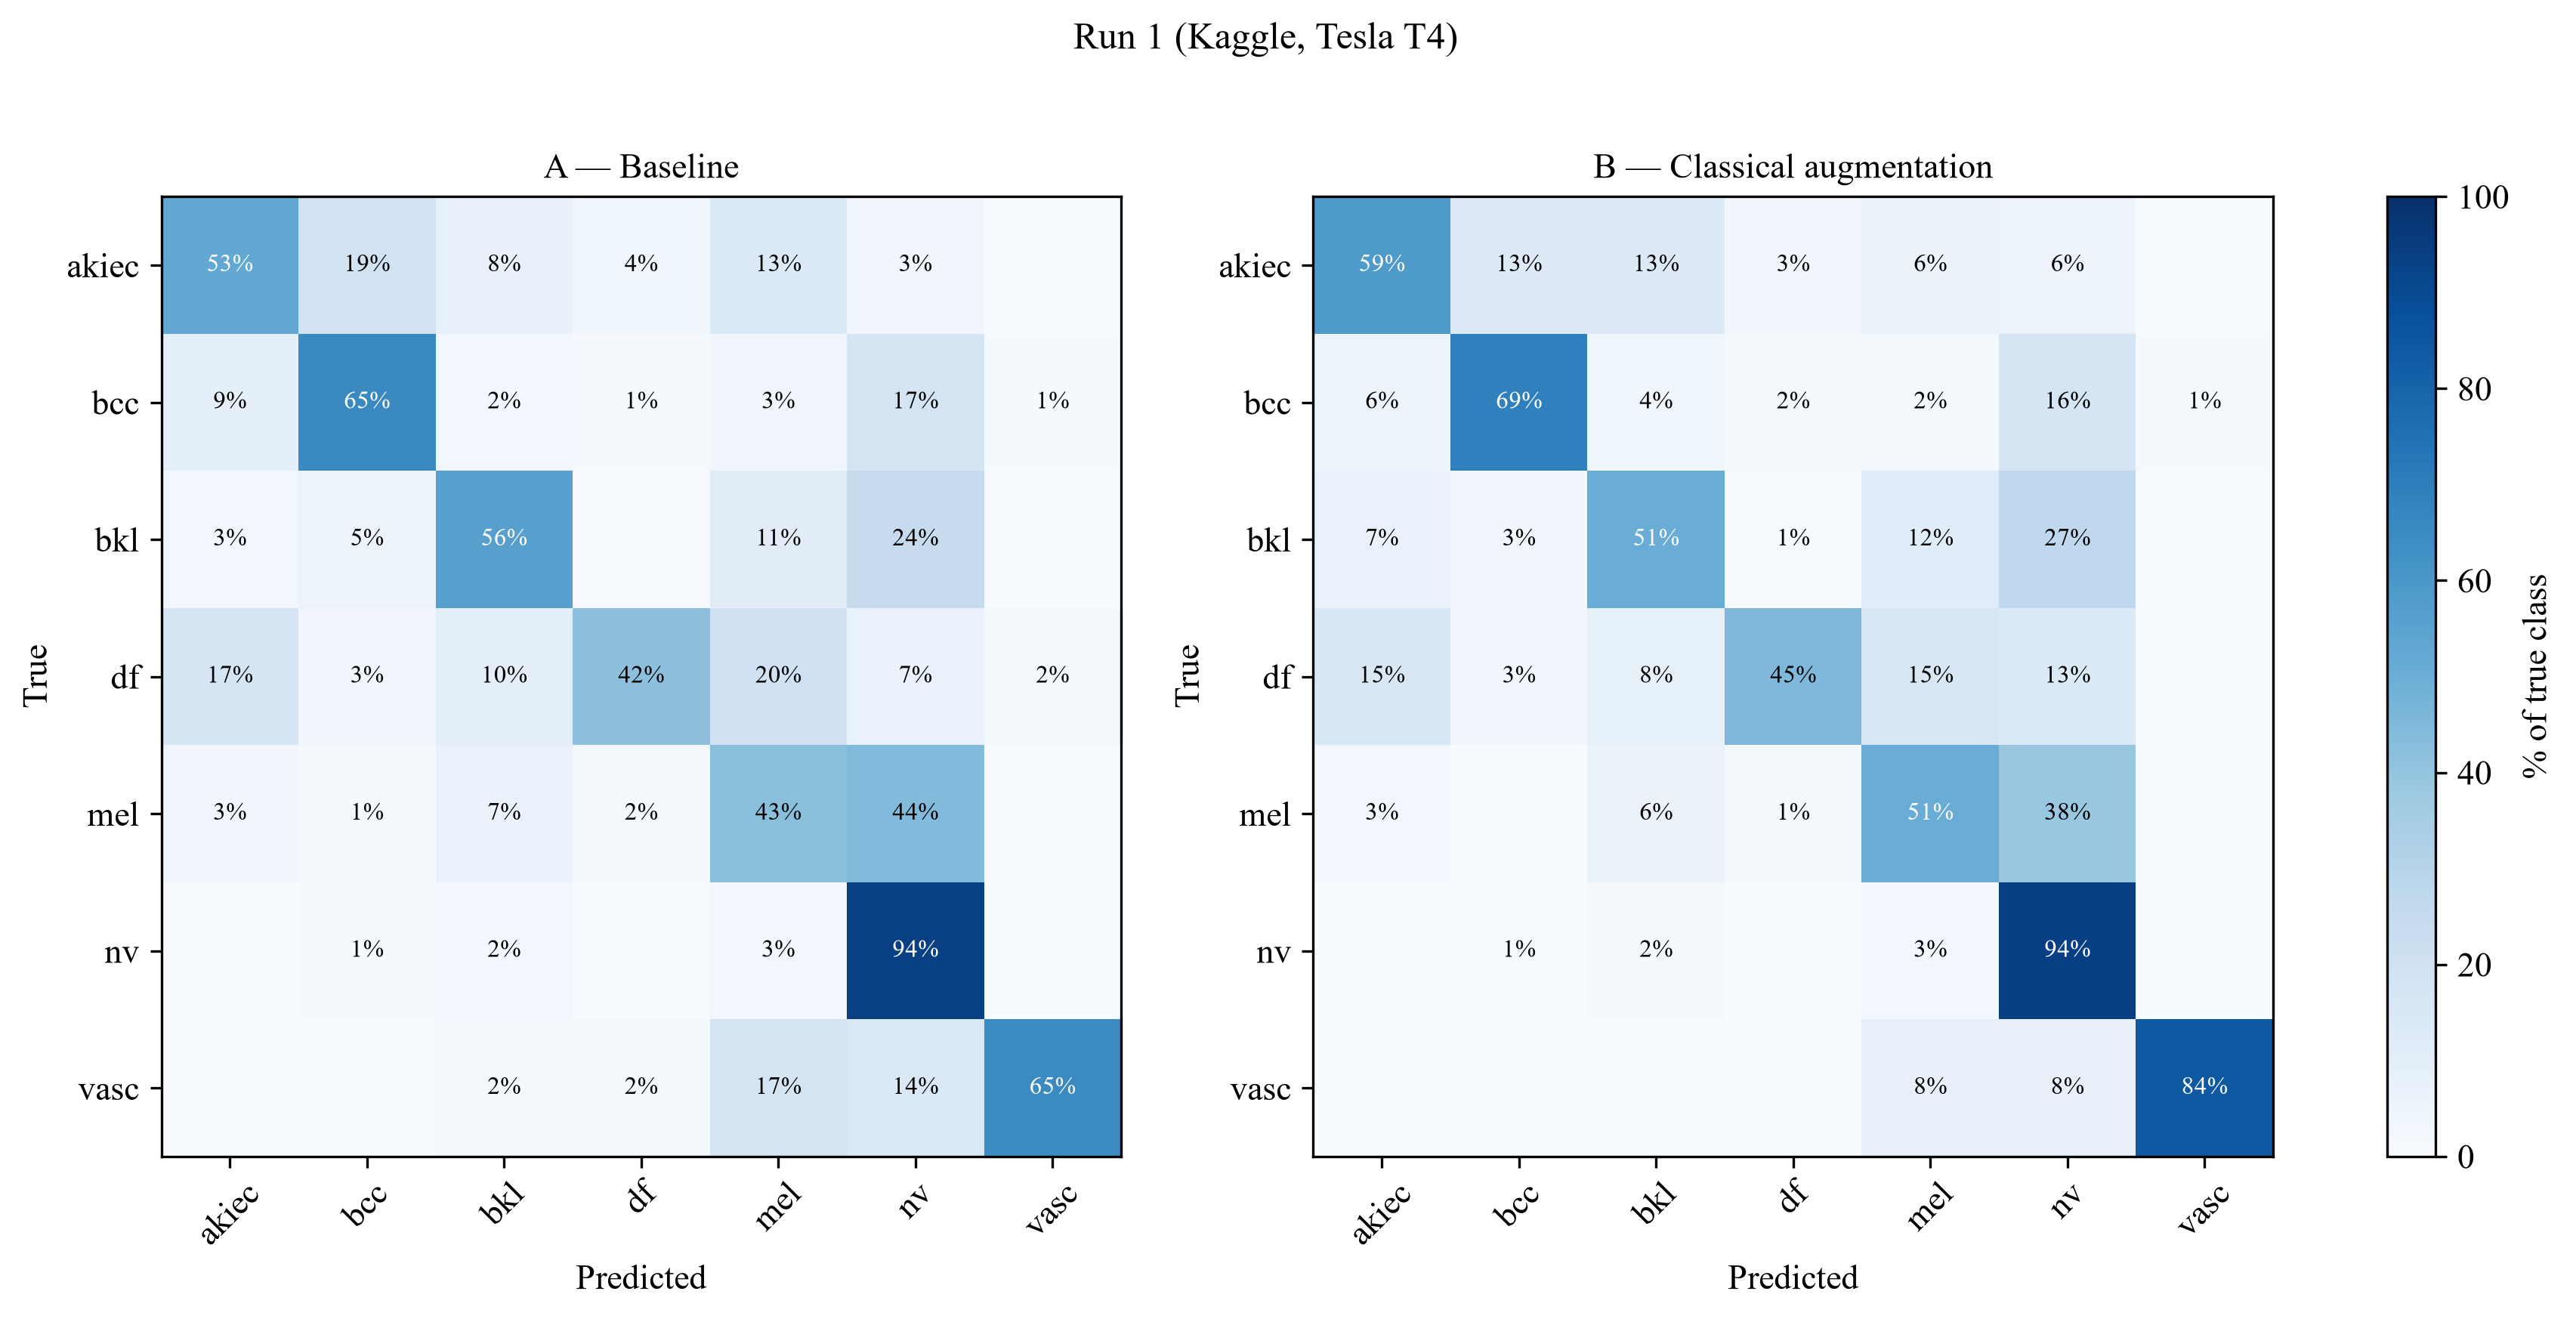 Run 1 (Kaggle, Tesla T4)
A — Baseline
True
akiec 53% 19% 8% 4% 13% 3%
bcc 9% 65% 2% 1% 3% 17% 1%
bkl 3% 5% 56% 11% 24%
df 17% 3% 10% 42% 20% 7% 2%
mel 3% 1% 7% 2% 43% 44%
nv 1% 2% 3% 94%
vasc 2% 2% 17% 14% 65%
akiec bcc bkl df mel nv vasc
Predicted
B — Classical augmentation
True
akiec 59% 13% 13% 3% 6% 6%
bcc 6% 69% 4% 2% 2% 16% 1%
bkl 7% 3% 51% 1% 12% 27%
df 15% 3% 8% 45% 15% 13%
mel 3% 6% 1% 51% 38%
nv 1% 2% 3% 94%
vasc 8% 8% 84%
akiec bcc bkl df mel nv vasc
Predicted
100
80
60
40
20
0
% of true class